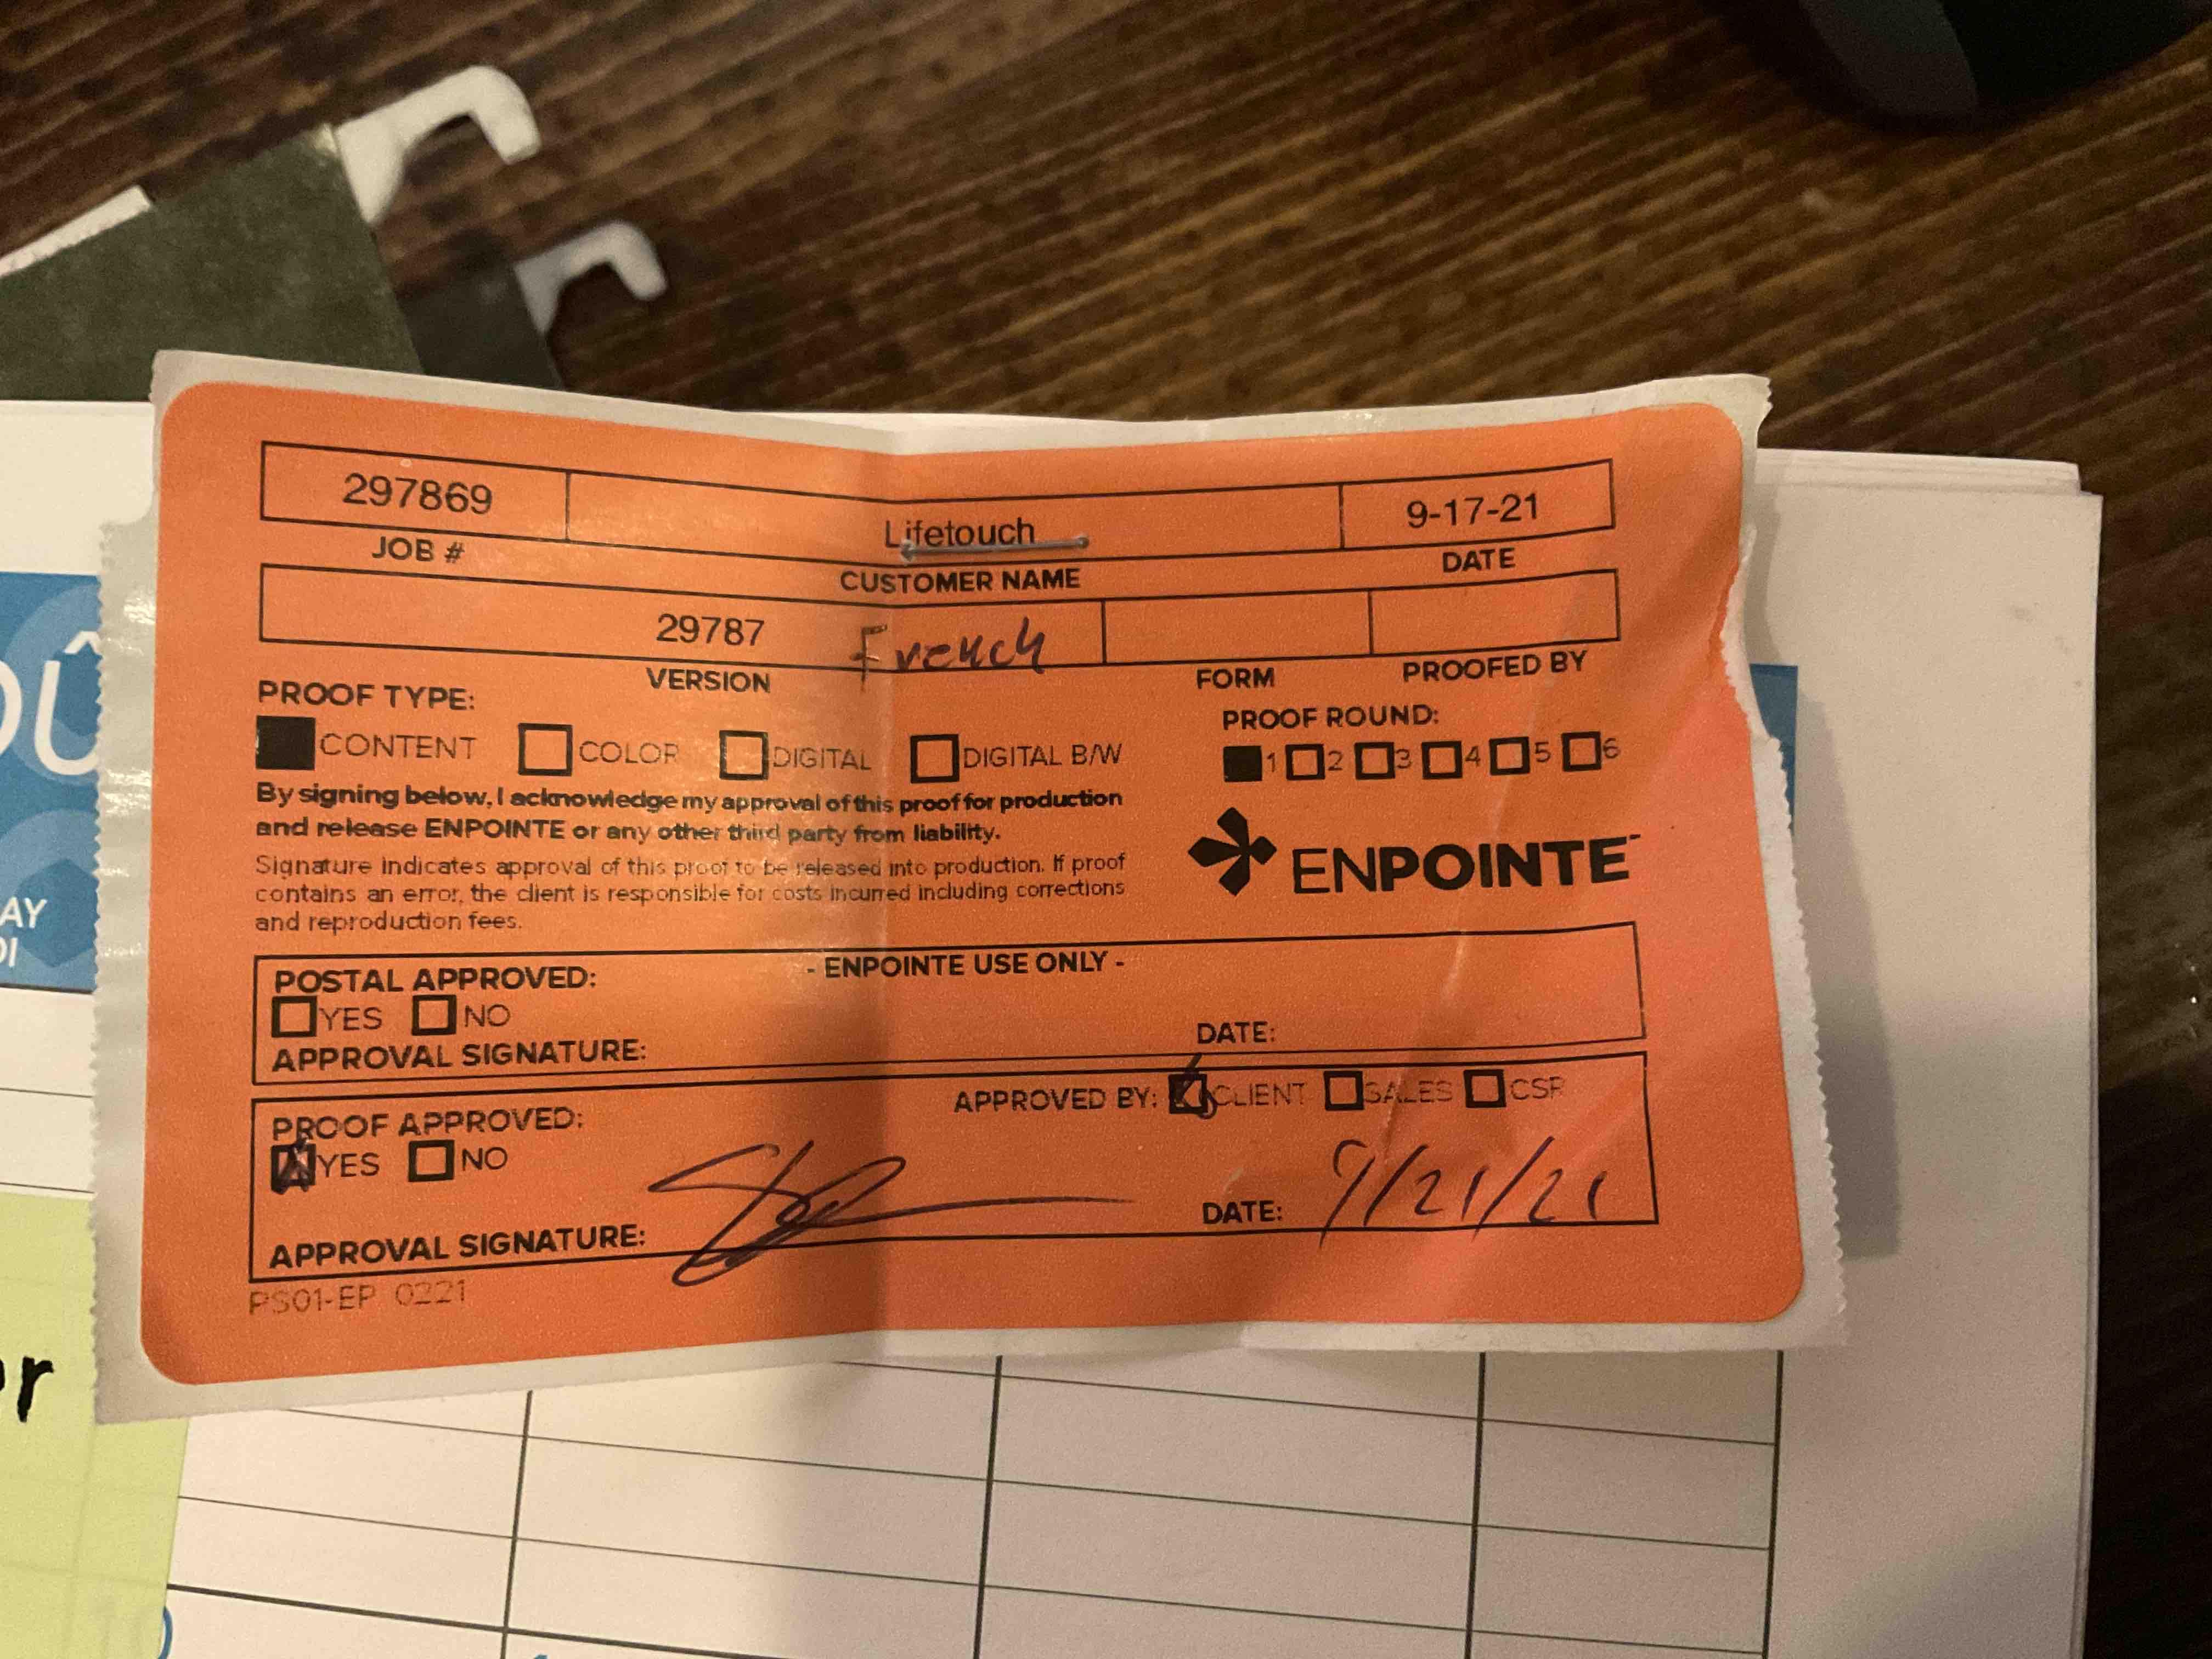 297869 Lifetouch 9-17-21
JOB # CUSTOMER NAME DATE
29787 French
VERSION FORM PROOFED BY
PROOF TYPE: PROOF ROUND:
CONTENT COLOR DIGITAL DIGITAL B/W 1 2 3 4 5 6
By signing below, I acknowledge my approval of this proof for production
and release ENPOINTE or any other third party from liability.
Signature indicates approval of this proof to be released into production. If proof
contains an error, the client is responsible for costs incurred including corrections
and reproduction fees.
ENPOINTE
- ENPOINTE USE ONLY -
POSTAL APPROVED:
YES NO
APPROVAL SIGNATURE: DATE:
APPROVED BY: CLIENT SALES CSR
PROOF APPROVED:
YES NO
APPROVAL SIGNATURE: DATE: 9/21/21
PS01-EP 0221
OÛ
AY
DI
r